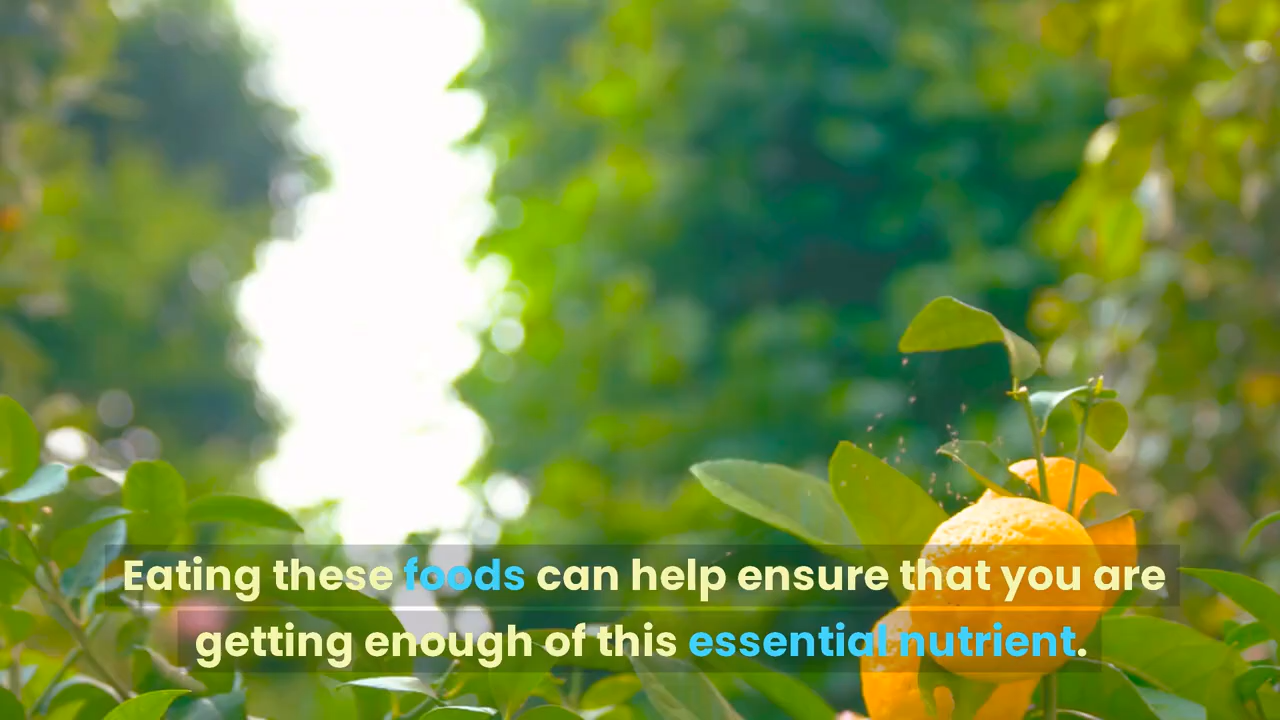 Eating these foods can help ensure that you are
getting enough of this essential nutrient.